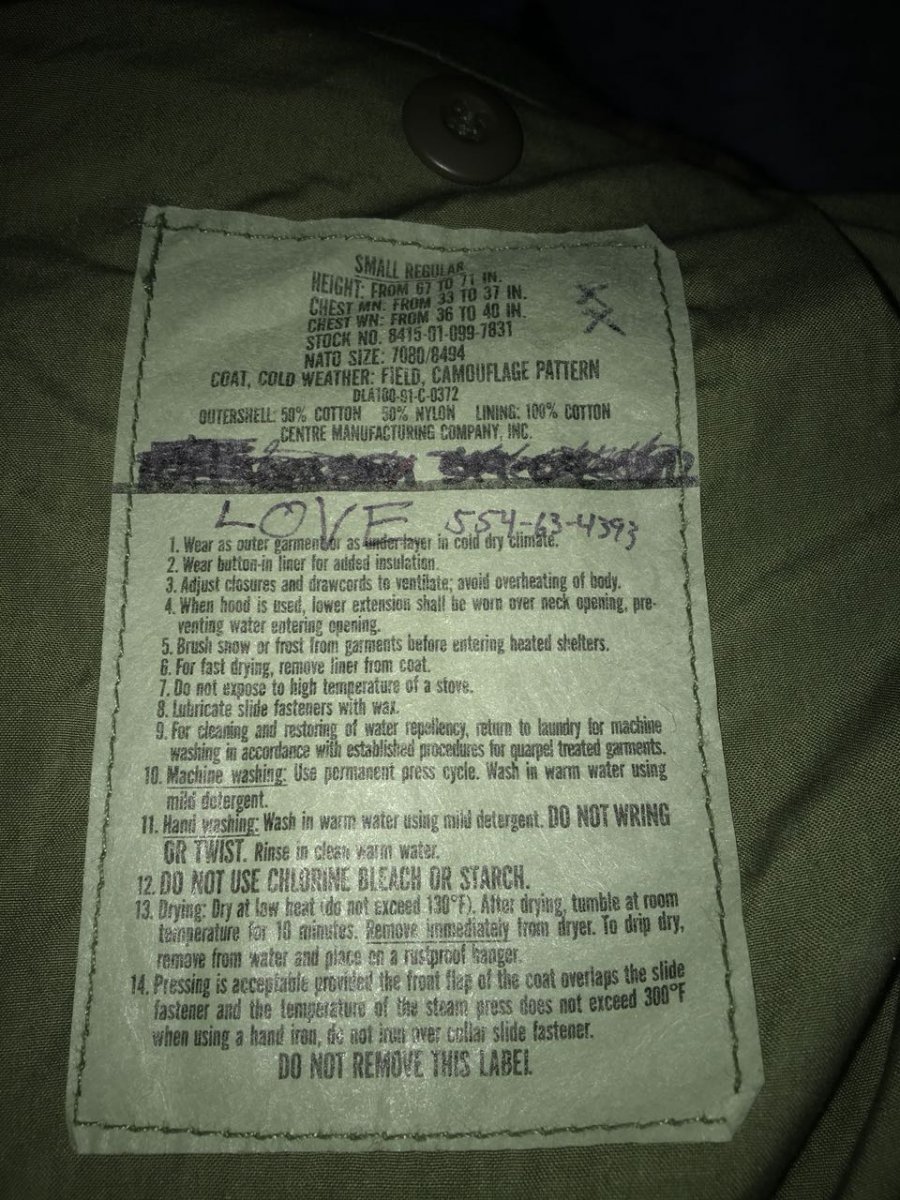 SMALL REGULAR
HEIGHT: FROM 67 TO 71 IN.
CHEST MN: FROM 33 TO 37 IN.
CHEST WN: FROM 36 TO 40 IN.
STOCK NO. 8415-01-099-7831
NATO SIZE: 7080/8494
COAT, COLD WEATHER: FIELD, CAMOUFLAGE PATTERN
DLA100-91-C-0372
OUTERSHELL: 50% COTTON 50% NYLON LINING: 100% COTTON
CENTRE MANUFACTURING COMPANY, INC.
LOVE 554-63-4393
1. Wear as outer garment or as under layer in cold dry climate.
2. Wear button-in liner for added insulation.
3. Adjust closures and drawcords to ventilate; avoid overheating of body.
4. When hood is used, lower extension shall be worn over neck opening, pre-
venting water entering opening.
5. Brush snow or frost from garments before entering heated shelters.
6. For fast drying, remove liner from coat.
7. Do not expose to high temperature of a stove.
8. Lubricate slide fasteners with wax.
9. For cleaning and restoring of water repellency, return to laundry for machine
washing in accordance with established procedures for quarpel treated garments.
10. Machine washing: Use permanent press cycle. Wash in warm water using
mild detergent.
11. Hand washing: Wash in warm water using mild detergent. DO NOT WRING
OR TWIST. Rinse in clean warm water.
12. DO NOT USE CHLORINE BLEACH OR STARCH.
13. Drying: Dry at low heat (do not exceed 130°F). After drying, tumble at room
temperature for 10 minutes. Remove immediately from dryer. To drip dry,
remove from water and place on a rustproof hanger.
14. Pressing is acceptable provided the front flap of the coat overlaps the slide
fastener and the temperature of the steam press does not exceed 300°F
when using a hand iron, do not iron over collar slide fastener.
DO NOT REMOVE THIS LABEL